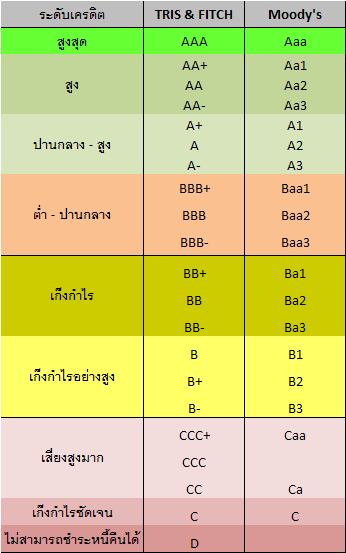 ระดับเครดิต TRIS & FITCH Moody's
สูงสุด AAA Aaa
AA+ Aa1
สูง AA Aa2
AA- Aa3
A+ A1
ปานกลาง - สูง A A2
A- A3
BBB+ Baa1
ต่ำ - ปานกลาง BBB Baa2
BBB- Baa3
BB+ Ba1
เก็งกำไร BB Ba2
BB- Ba3
B B1
เก็งกำไรอย่างสูง B+ B2
B- B3
CCC+ Caa
เสี่ยงสูงมาก CCC
CC Ca
เก็งกำไรชัดเจน C C
ไม่สามารถชำระหนี้คืนได้ D